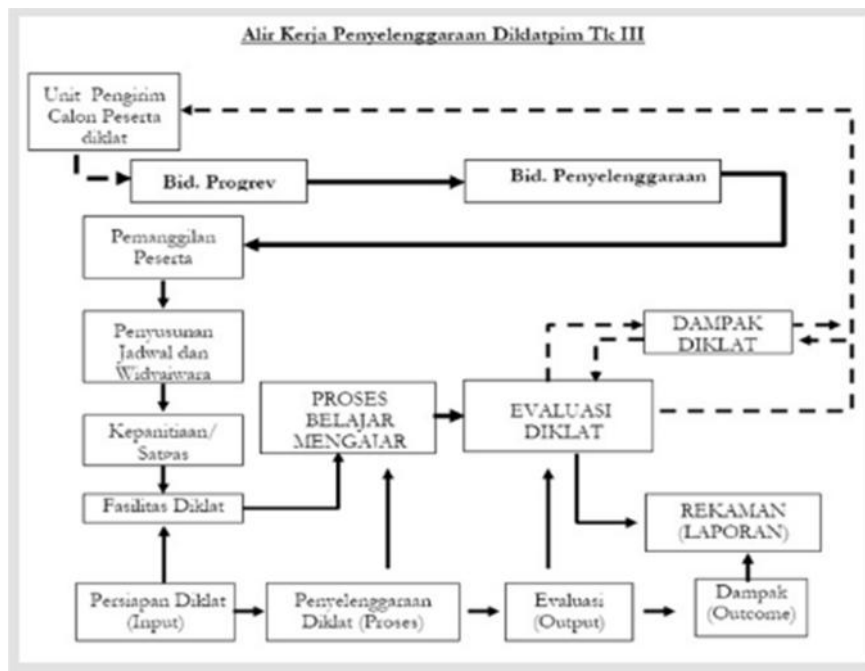 Alir Kerja Penyelenggaraan Diklatpim Tk III
Unit Pengirim
Calon Peserta
diklat
Bid. Progrev
Bid. Penyelenggaraan
Pemanggilan
Peserta
Penyusunan
Jadwal dan
Widyaiwara
DAMPAK
DIKLAT
PROSES
BELAJAR
MENGAJAR
EVALUASI
DIKLAT
Kepanitiaan/
Satgas
Fasilitas Diklat
REKAMAN
(LAPORAN)
Persiapan Diklat
(Input)
Penyelenggaraan
Diklat (Proses)
Evaluasi
(Output)
Dampak
(Outcome)